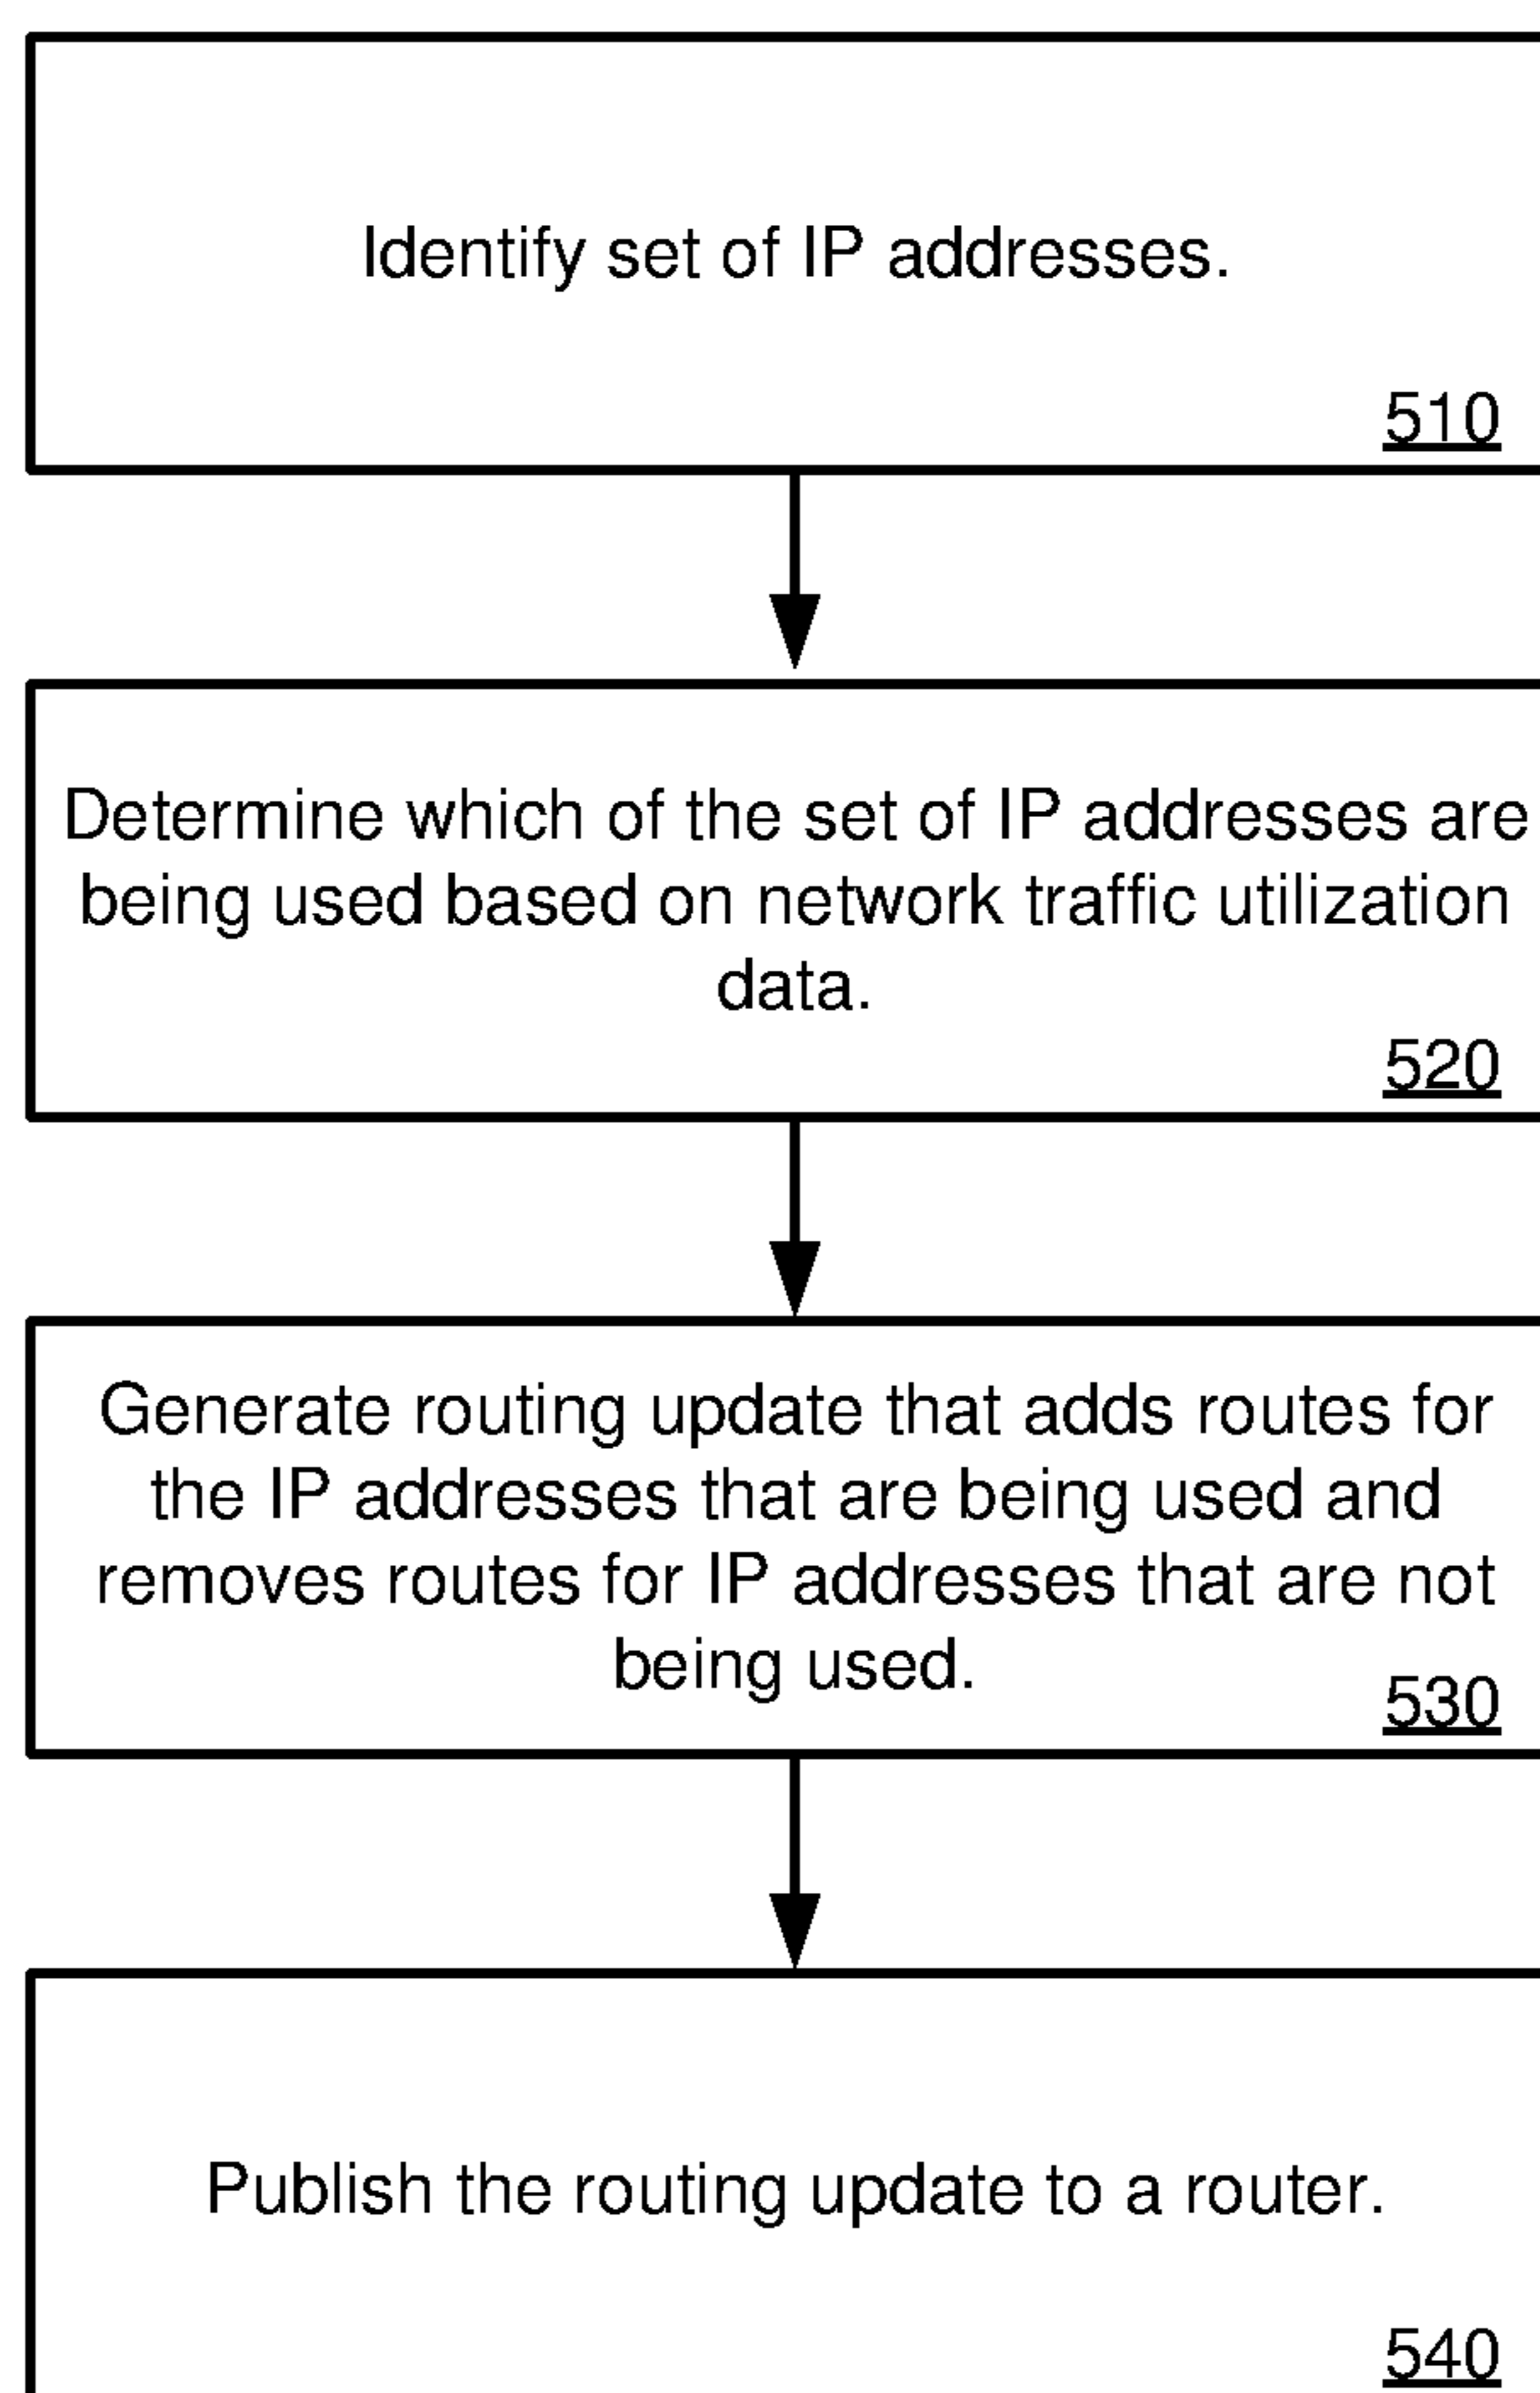 Identify set of IP addresses.
510
Determine which of the set of IP addresses are
being used based on network traffic utilization
data.
520
Generate routing update that adds routes for
the IP addresses that are being used and
removes routes for IP addresses that are not
being used.
530
Publish the routing update to a router.
540